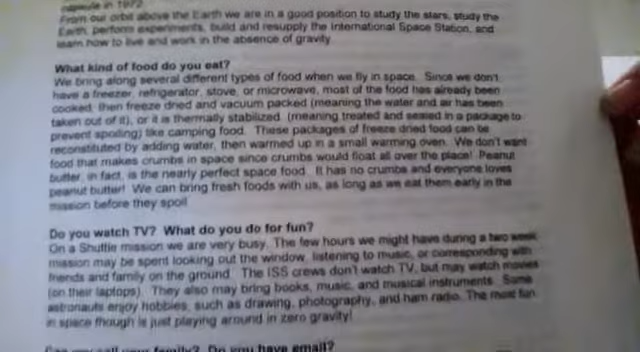 capsule in 1972
From our orbit above the Earth we are in a good position to study the stars, study the
Earth, perform experiments, build and resupply the International Space Station, and
learn how to live and work in the absence of gravity.
What kind of food do you eat?
We bring along several different types of food when we fly in space. Since we don't
have a freezer, refrigerator, stove, or microwave, most of the food has already been
cooked, then freeze dried and vacuum packed (meaning the water and air has been
taken out of it), or it is thermally stabilized (meaning treated and sealed in a package to
prevent spoiling) like camping food. These packages of freeze dried food can be
reconstituted by adding water, then warmed up in a small warming oven. We don't want
food that makes crumbs in space since crumbs would float all over the place! Peanut
butter, in fact, is the nearly perfect space food. It has no crumbs and everyone loves
peanut butter! We can bring fresh foods with us, as long as we eat them early in the
mission before they spoil.
Do you watch TV? What do you do for fun?
On a Shuttle mission we are very busy. The few hours we might have during a two week
mission may be spent looking out the window, listening to music, or corresponding with
friends and family on the ground. The ISS crews don't watch TV, but may watch movies
(on their laptops). They also may bring books, music, and musical instruments. Some
astronauts enjoy hobbies, such as drawing, photography, and ham radio. The most fun
in space though is just playing around in zero gravity!
Can you call your family? Do you have email?